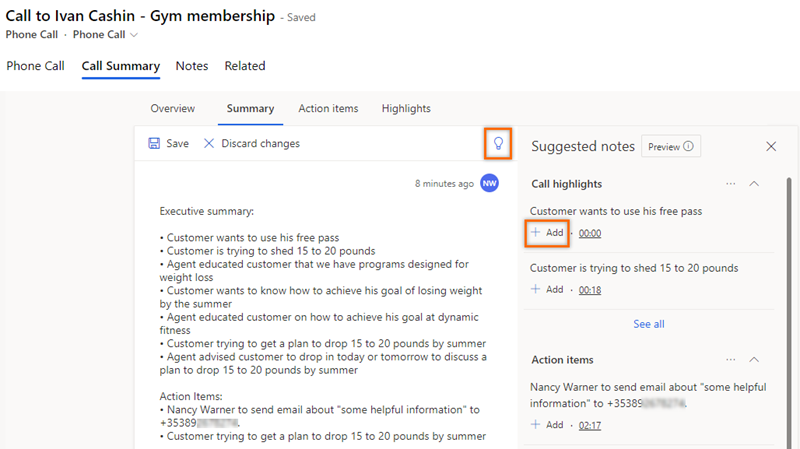 Call to Ivan Cashin - Gym membership - Saved
Phone Call · Phone Call
Phone Call Call Summary Notes Related
Overview Summary Action items Highlights
Save Discard changes
8 minutes ago NW
Executive summary:
• Customer wants to use his free pass
• Customer is trying to shed 15 to 20 pounds
• Agent educated customer that we have programs designed for
weight loss
• Customer wants to know how to achieve his goal of losing weight
by the summer
• Agent educated customer on how to achieve his goal at dynamic
fitness
• Customer trying to get a plan to drop 15 to 20 pounds by summer
• Agent advised customer to drop in today or tomorrow to discuss a
plan to drop 15 to 20 pounds by summer
Action Items:
• Nancy Warner to send email about "some helpful information" to
+35389
• Customer trying to get a plan to drop 15 to 20 pounds by summer
Suggested notes Preview
Call highlights ...
Customer wants to use his free pass
+ Add · 00:00
Customer is trying to shed 15 to 20 pounds
+ Add · 00:18
See all
Action items ...
Nancy Warner to send email about "some helpful
information" to +35389
+ Add · 02:17